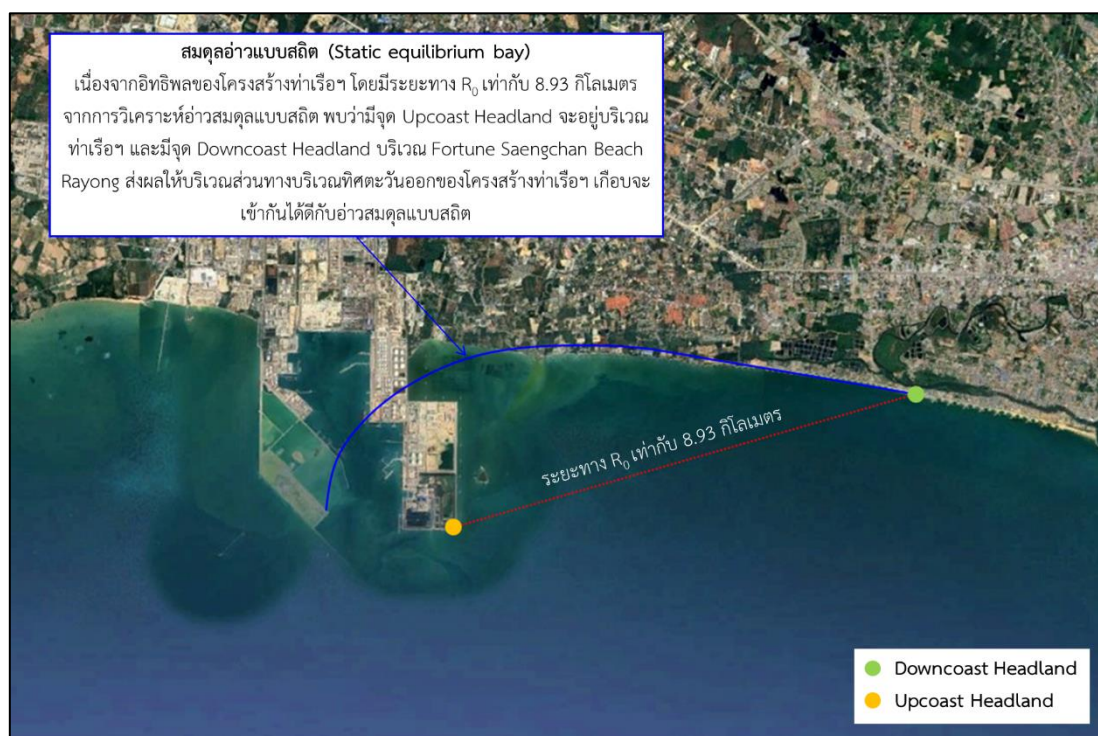 สมดุลอ่าวแบบสถิต (Static equilibrium bay)
เนื่องจากอิทธิพลของโครงสร้างท่าเรือฯ โดยมีระยะทาง R₀ เท่ากับ 8.93 กิโลเมตร
จากการวิเคราะห์อ่าวสมดุลแบบสถิต พบว่ามีจุด Upcoast Headland จะอยู่บริเวณ
ท่าเรือฯ และมีจุด Downcoast Headland บริเวณ Fortune Saengchan Beach
Rayong ส่งผลให้บริเวณส่วนทางบริเวณทิศตะวันออกของโครงสร้างท่าเรือฯ เกือบจะ
เข้ากันได้ดีกับอ่าวสมดุลแบบสถิต
ระยะทาง R₀ เท่ากับ 8.93 กิโลเมตร
Downcoast Headland
Upcoast Headland